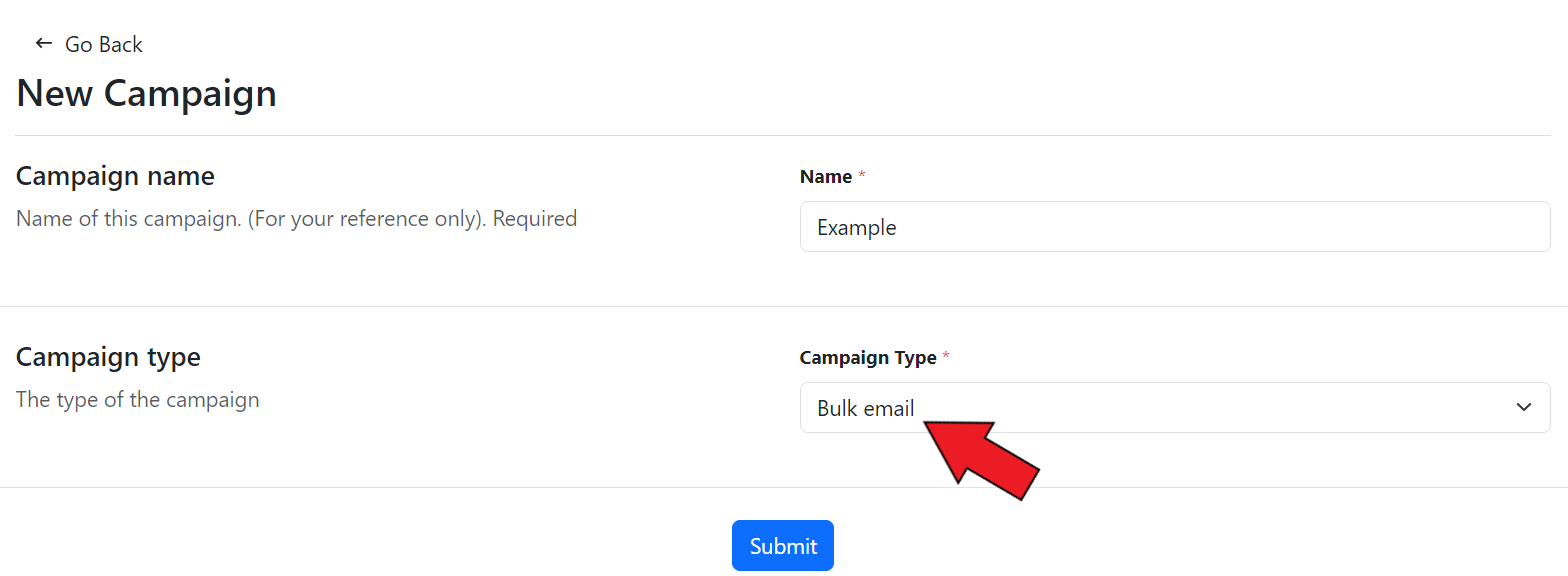 ← Go Back
New Campaign
Campaign name
Name of this campaign. (For your reference only). Required
Name *
Example
Campaign type
The type of the campaign
Campaign Type *
Bulk email
Submit